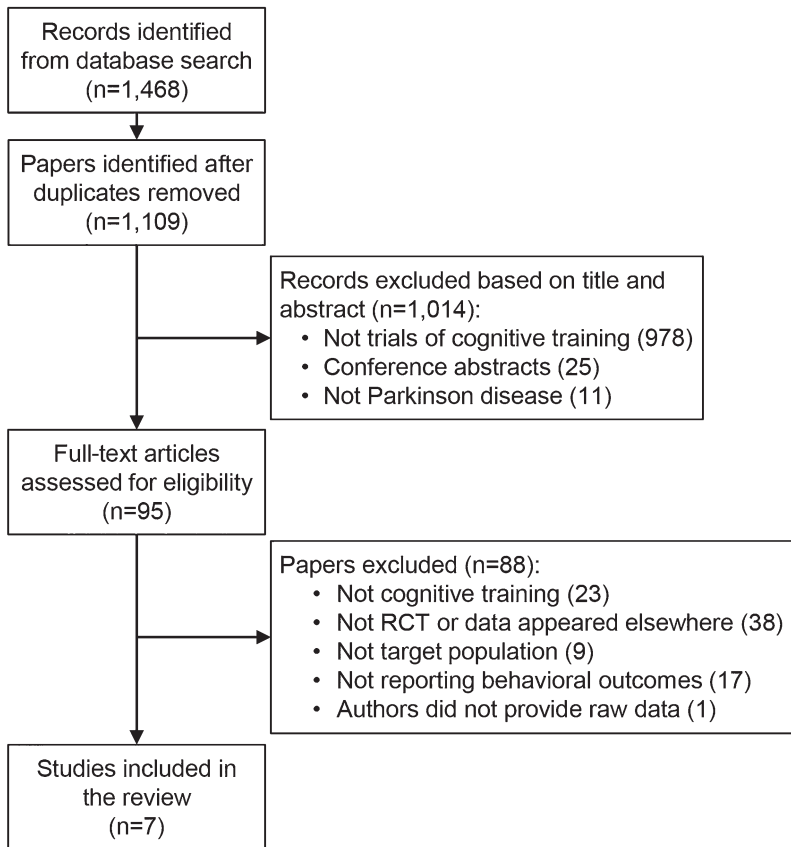 Records identified
from database search
(n=1,468)
Papers identified after
duplicates removed
(n=1,109)
Records excluded based on title and
abstract (n=1,014):
• Not trials of cognitive training (978)
• Conference abstracts (25)
• Not Parkinson disease (11)
Full-text articles
assessed for eligibility
(n=95)
Papers excluded (n=88):
• Not cognitive training (23)
• Not RCT or data appeared elsewhere (38)
• Not target population (9)
• Not reporting behavioral outcomes (17)
• Authors did not provide raw data (1)
Studies included in
the review
(n=7)